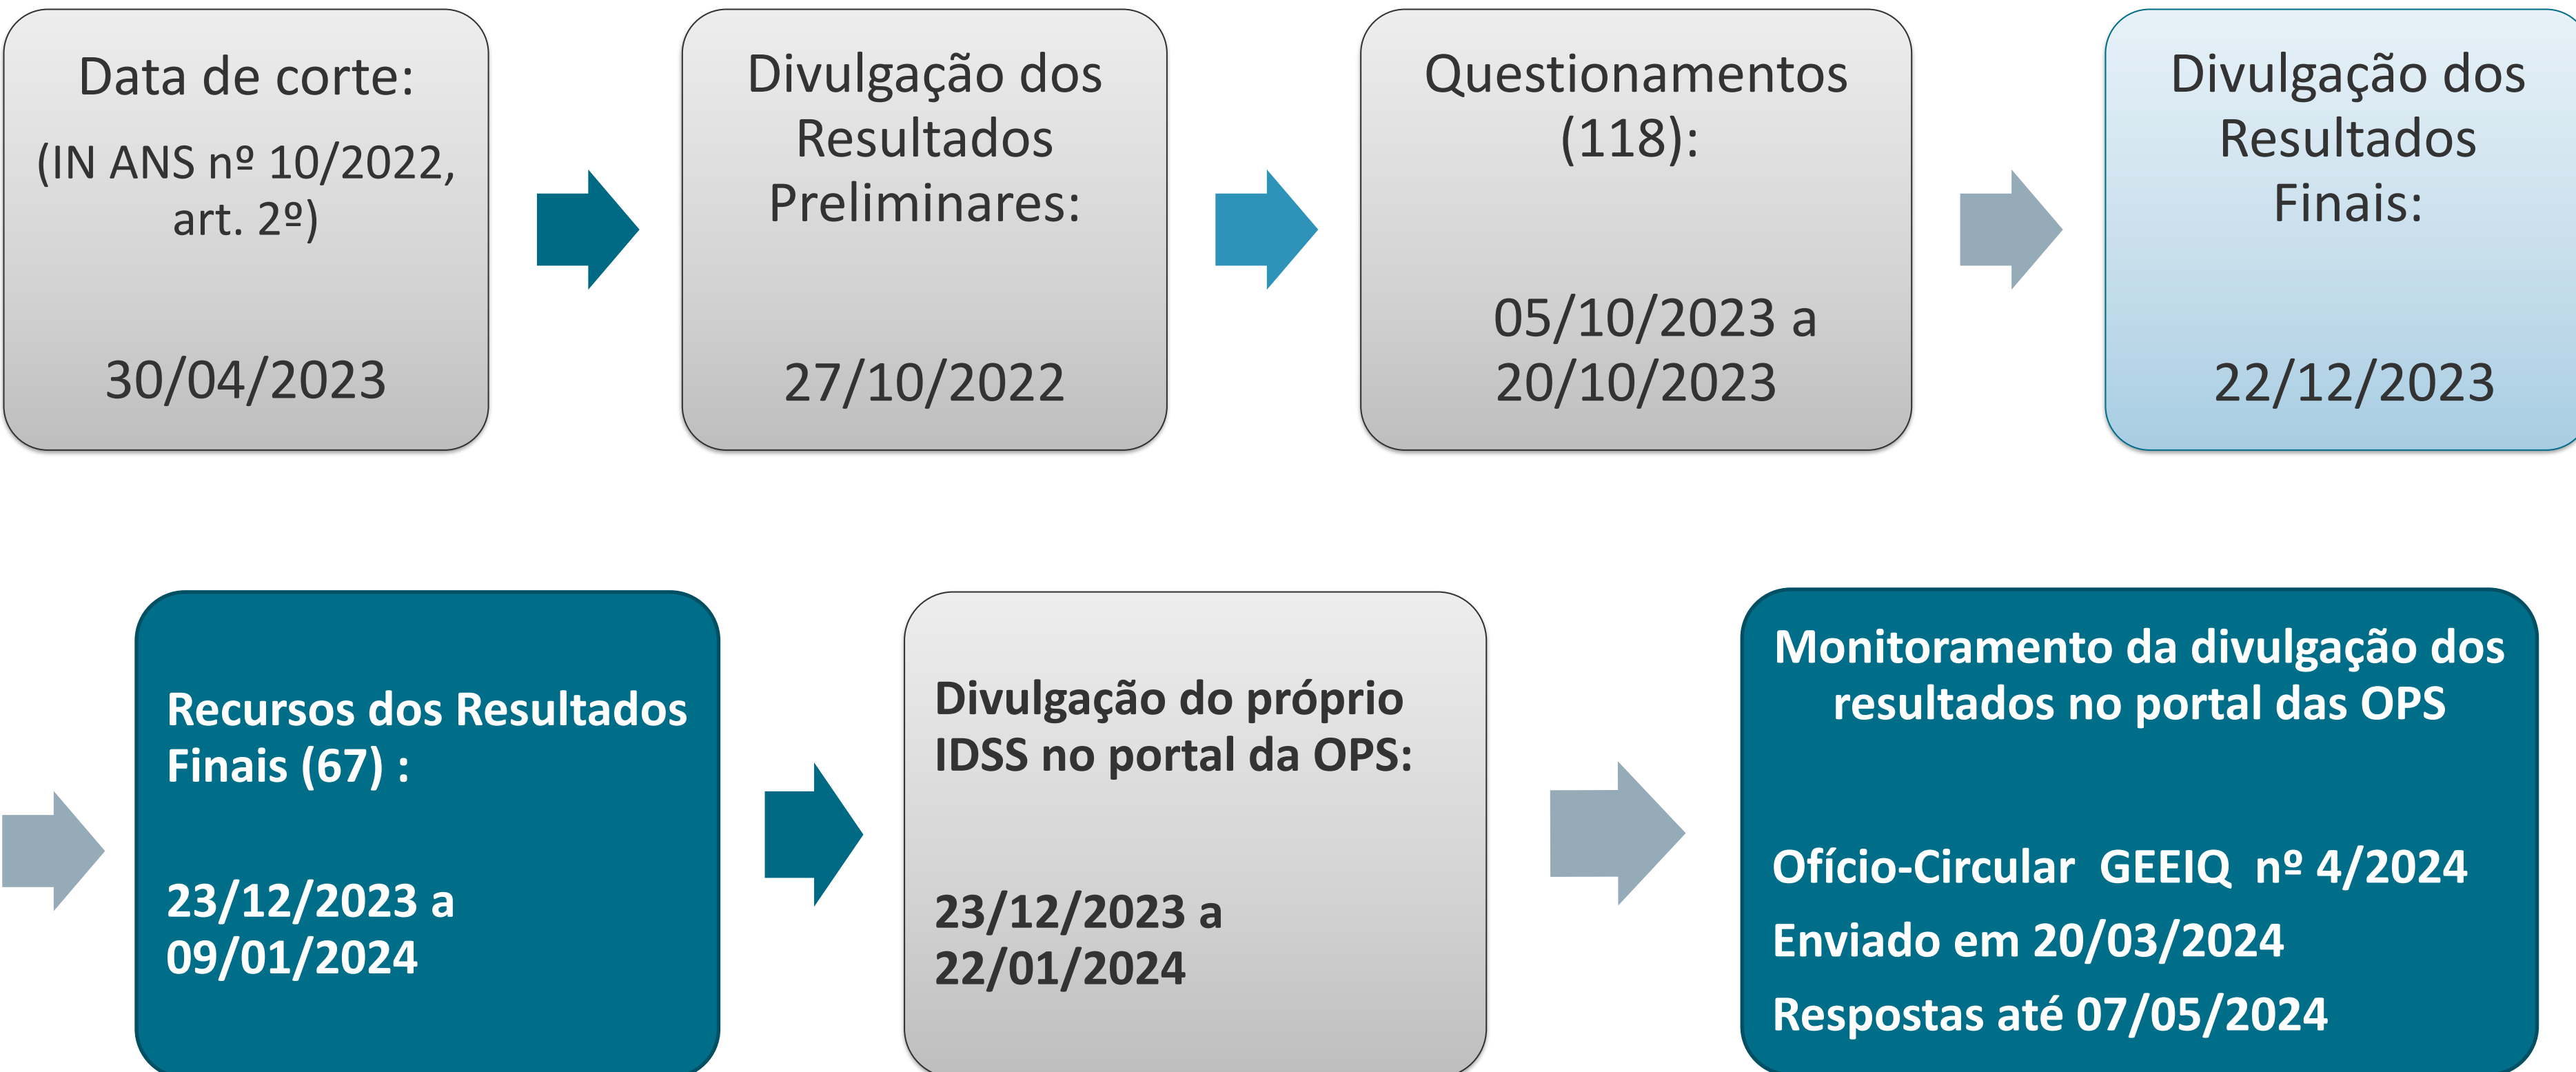 Data de corte:
(IN ANS nº 10/2022,
art. 2º)
30/04/2023
Divulgação dos
Resultados
Preliminares:
27/10/2022
Questionamentos
(118):
05/10/2023 a
20/10/2023
Divulgação dos
Resultados
Finais:
22/12/2023
Recursos dos Resultados
Finais (67) :
23/12/2023 a
09/01/2024
Divulgação do próprio
IDSS no portal da OPS:
23/12/2023 a
22/01/2024
Monitoramento da divulgação dos
resultados no portal das OPS
Ofício-Circular GEEIQ nº 4/2024
Enviado em 20/03/2024
Respostas até 07/05/2024